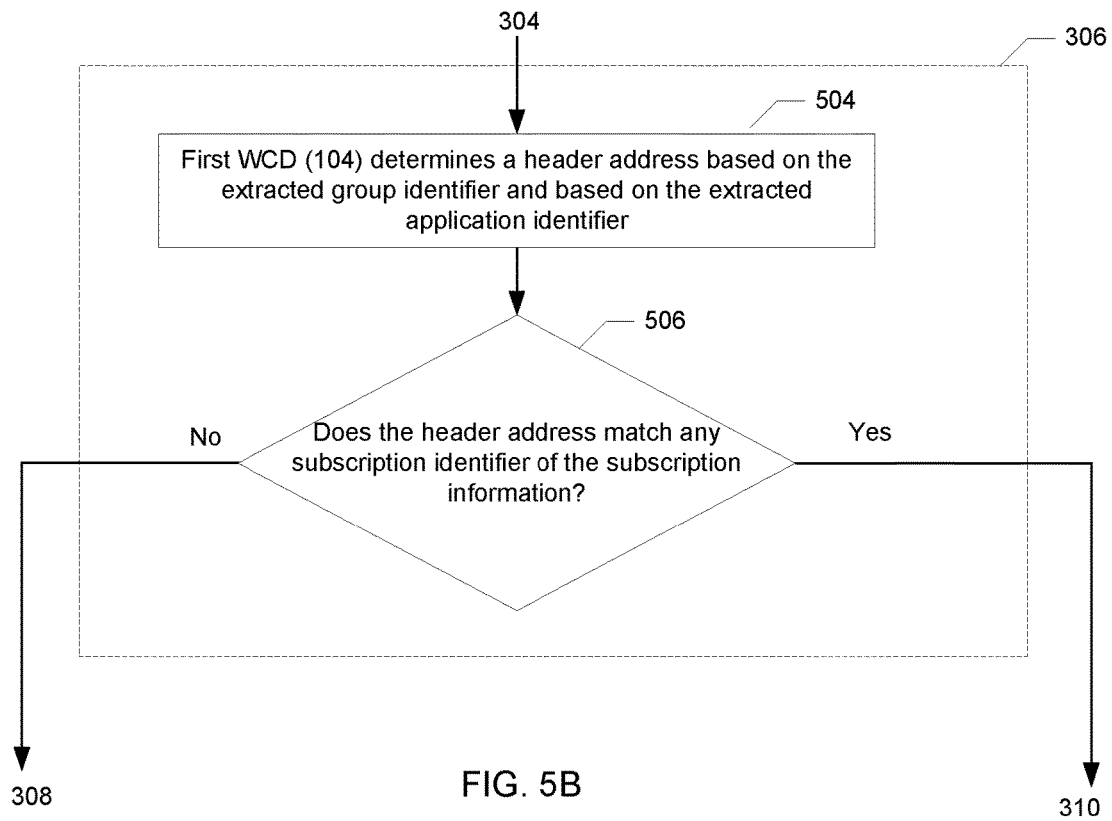 304
306
504
First WCD (104) determines a header address based on the
extracted group identifier and based on the extracted
application identifier
506
No
Does the header address match any
subscription identifier of the subscription
information?
Yes
308
FIG. 5B
310